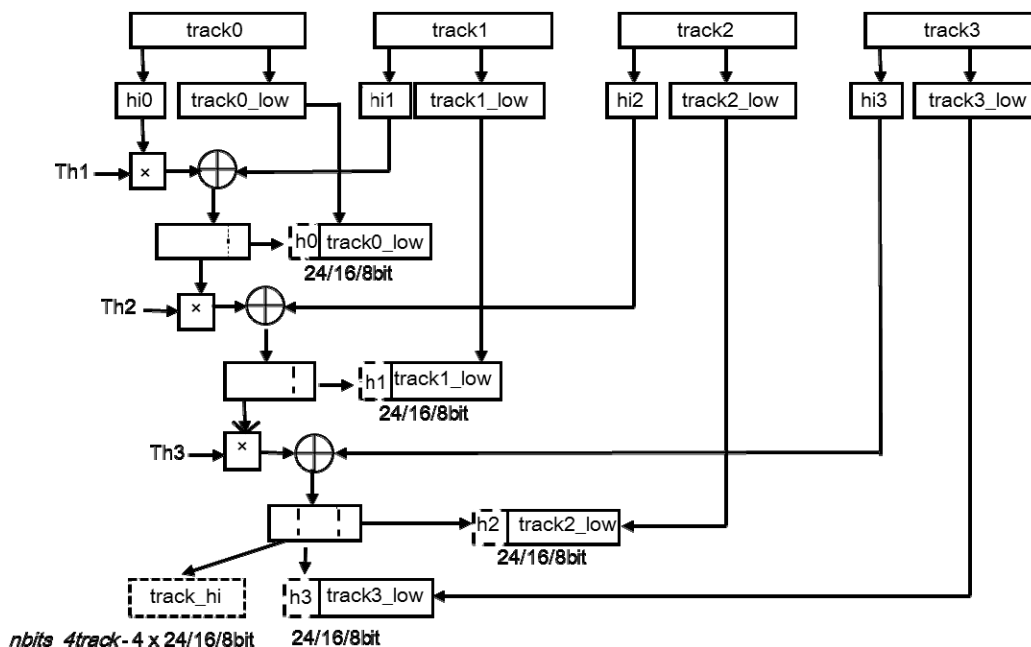 track0 track1 track2 track3
hi0 track0_low hi1 track1_low hi2 track2_low hi3 track3_low
Th1 ×
h0 track0_low
24/16/8bit
Th2 ×
h1 track1_low
24/16/8bit
Th3 ×
h2 track2_low
24/16/8bit
track_hi h3 track3_low
nbits_4track - 4 x 24/16/8bit 24/16/8bit